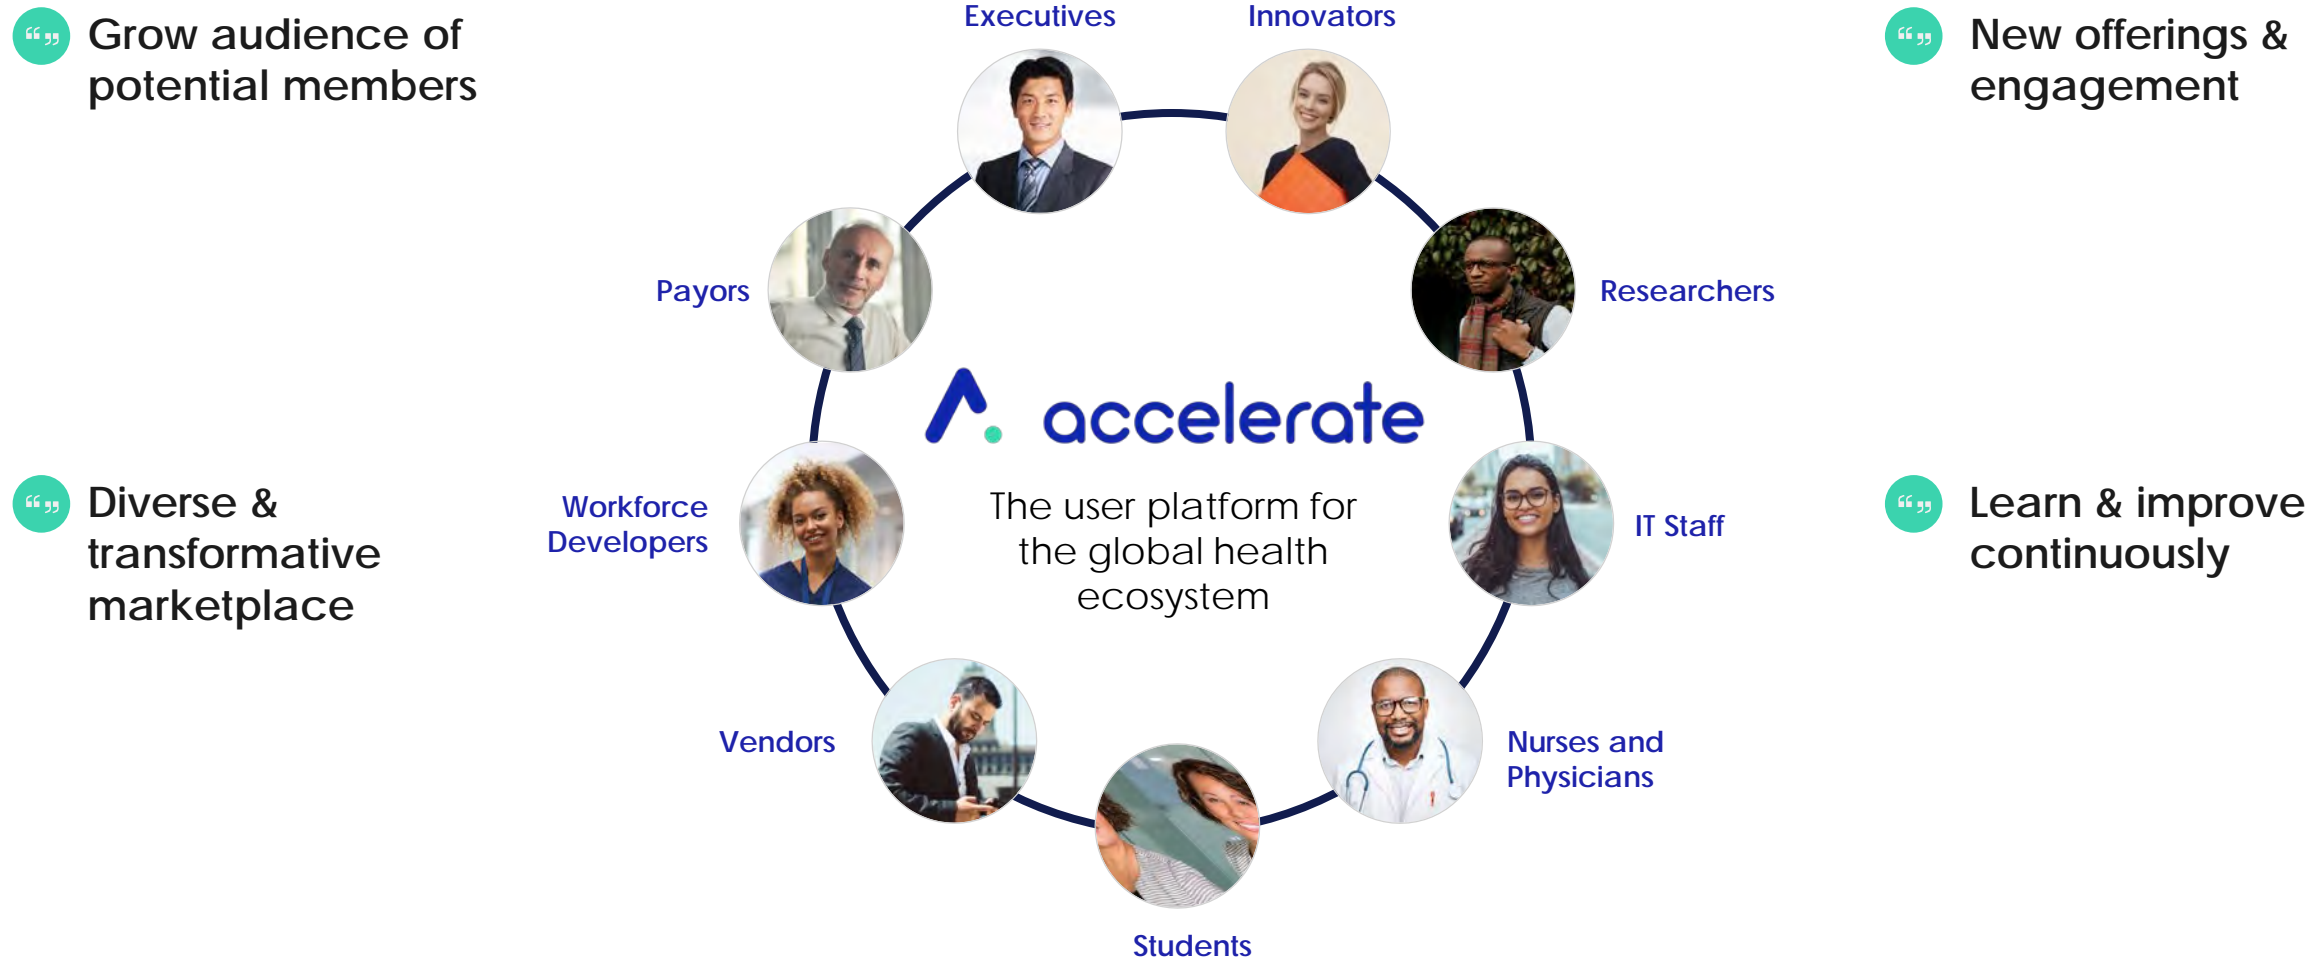 Grow audience of
potential members
Diverse &
transformative
marketplace
Executives
Innovators
Payors
Researchers
accelerate
The user platform for
the global health
ecosystem
Workforce
Developers
IT Staff
Vendors
Nurses and
Physicians
Students
New offerings &
engagement
Learn & improve
continuously